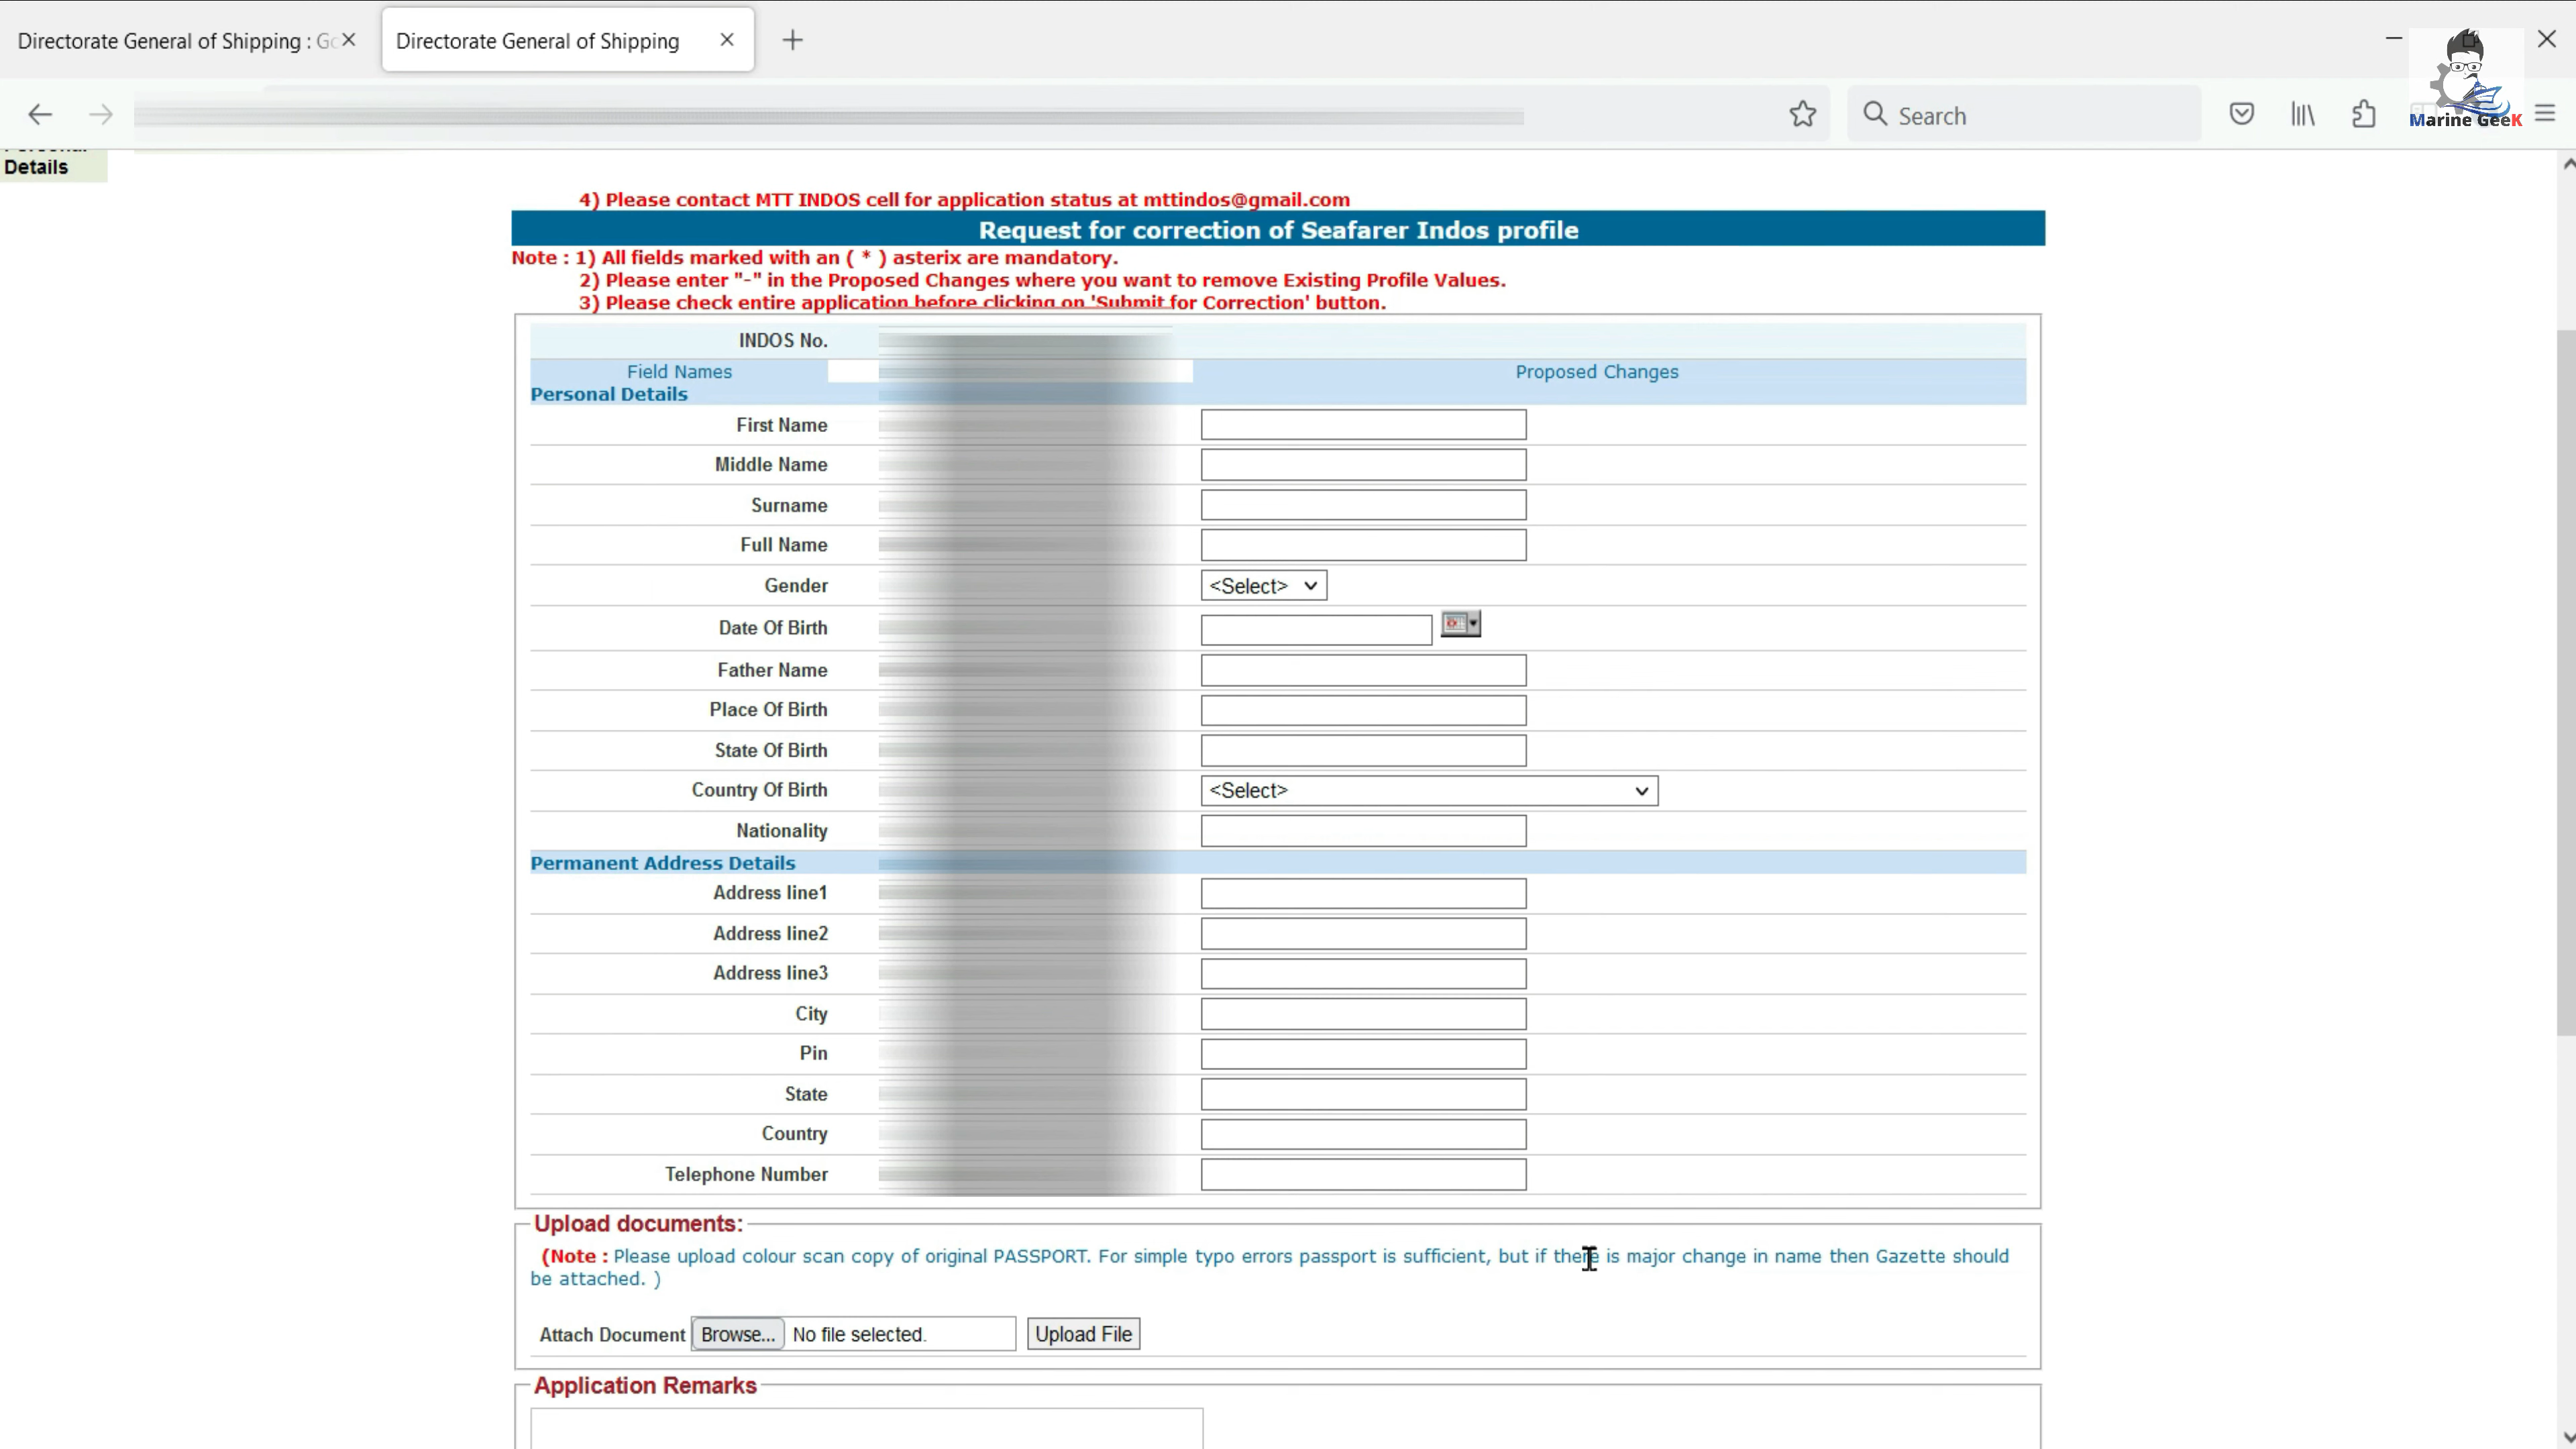 Directorate General of Shipping : Go
Directorate General of Shipping
Search
Marine GeeK
Details
4) Please contact MTT INDOS cell for application status at mttindos@gmail.com
Request for correction of Seafarer Indos profile
Note : 1) All fields marked with an ( * ) asterix are mandatory.
2) Please enter "-" in the Proposed Changes where you want to remove Existing Profile Values.
3) Please check entire application before clicking on 'Submit for Correction' button.
INDOS No.
Field Names Proposed Changes
Personal Details
First Name
Middle Name
Surname
Full Name
Gender <Select>
Date Of Birth
Father Name
Place Of Birth
State Of Birth
Country Of Birth <Select>
Nationality
Permanent Address Details
Address line1
Address line2
Address line3
City
Pin
State
Country
Telephone Number
Upload documents:
(Note : Please upload colour scan copy of original PASSPORT. For simple typo errors passport is sufficient, but if there is major change in name then Gazette should
be attached. )
Attach Document Browse... No file selected. Upload File
Application Remarks